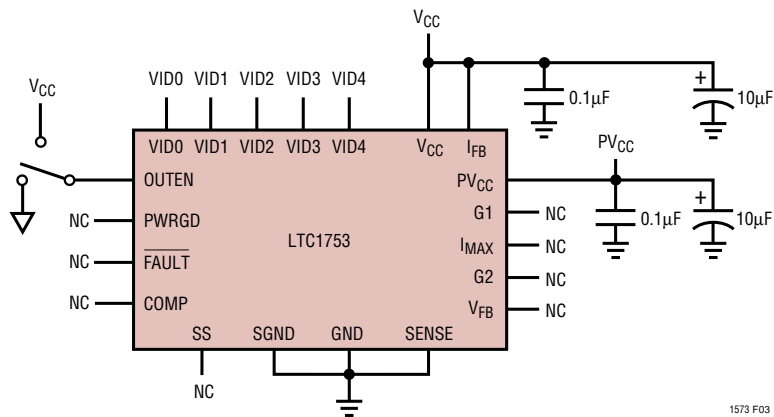 VCC
VCC
VID0 VID1 VID2 VID3 VID4
+
0.1µF
10µF
VID0 VID1 VID2 VID3 VID4 VCC IFB
PVCC
OUTEN
PVCC
+
0.1µF
10µF
NC PWRGD
G1 NC
LTC1753
IMAX NC
NC FAULT
G2 NC
NC COMP
VFB NC
SS SGND GND SENSE
NC
1573 F03